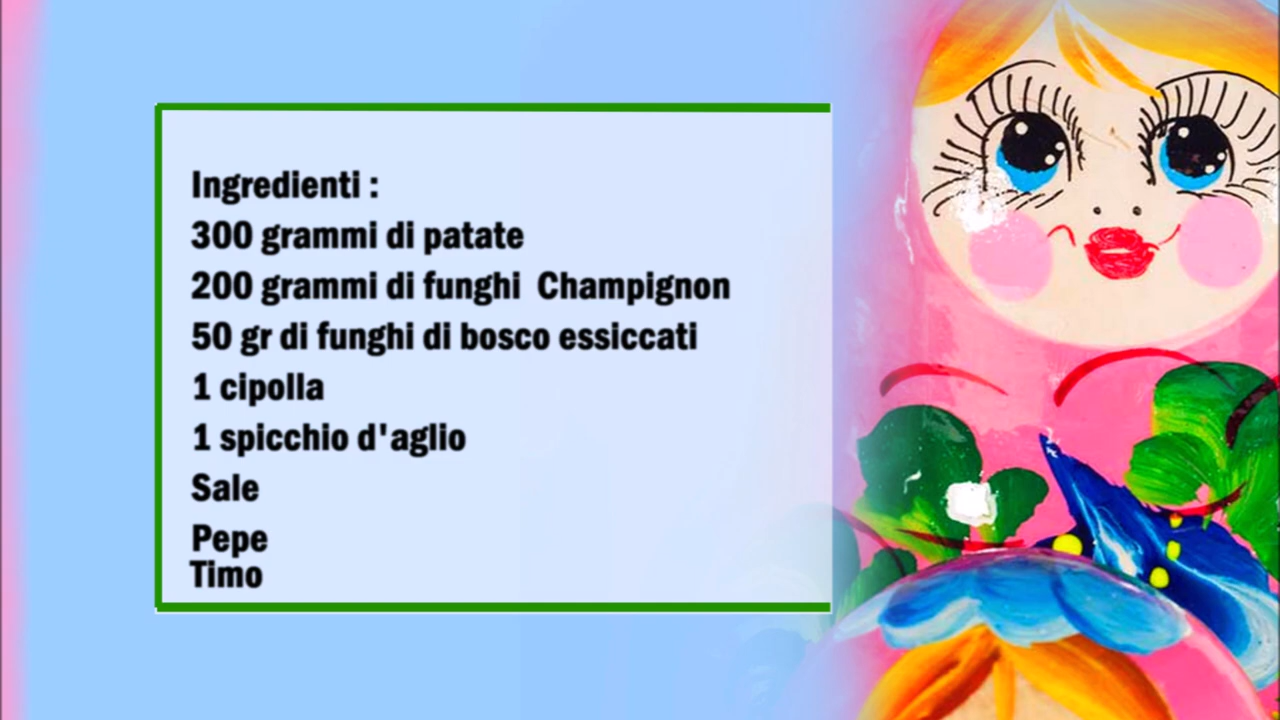 Ingredienti :
300 grammi di patate
200 grammi di funghi  Champignon
50 gr di funghi di bosco essiccati
1 cipolla
1 spicchio d'aglio
Sale
Pepe
Timo